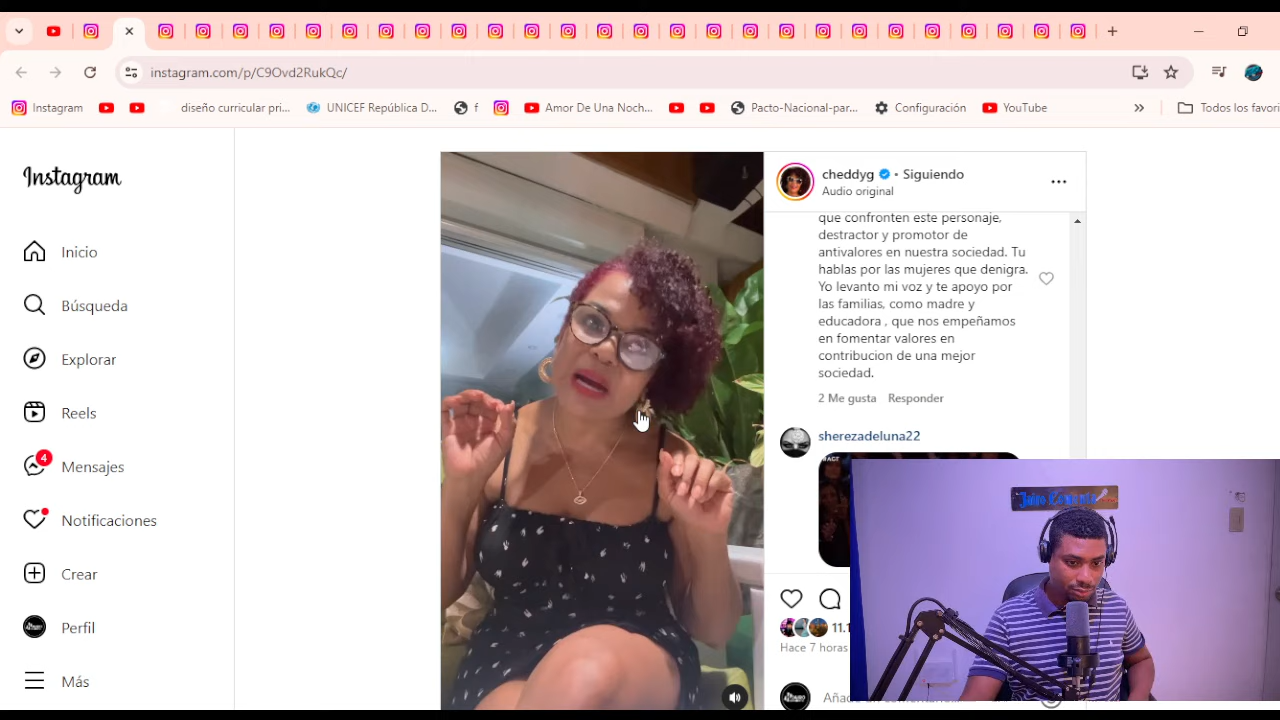 instagram.com/p/C9Ovd2RukQc/
Instagram
diseño curricular pri...
UNICEF República D...
f
Amor De Una Noch...
Pacto-Nacional-par...
Configuración
YouTube
»
Todos los favori
Instagram
Inicio
Búsqueda
Explorar
Reels
4
Mensajes
Notificaciones
Crear
Perfil
Más
cheddyg • Siguiendo
Audio original
que confronten este personaje,
destractor y promotor de
antivalores en nuestra sociedad. Tu
hablas por las mujeres que denigra.
Yo levanto mi voz y te apoyo por
las familias, como madre y
educadora , que nos empeñamos
en fomentar valores en
contribucion de una mejor
sociedad.
2 Me gusta Responder
sherezadeluna22
11.1
Hace 7 horas